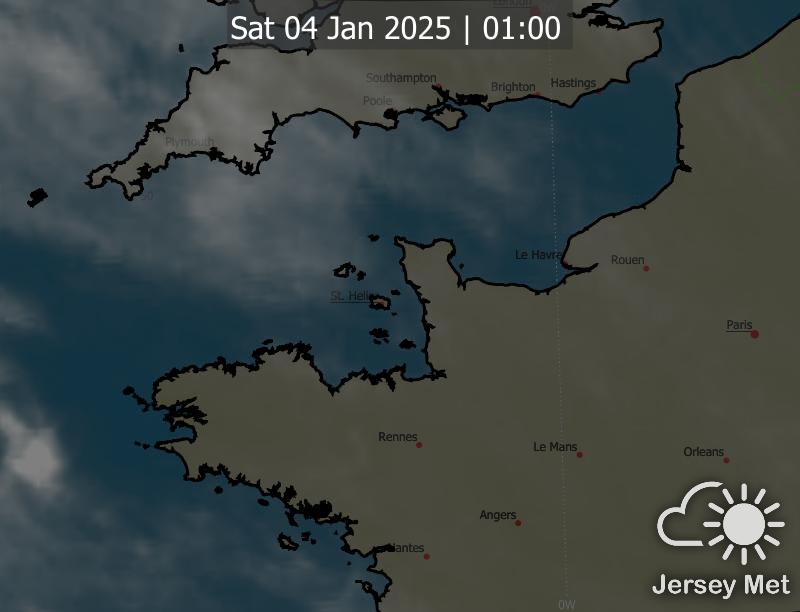 London
Sat 04 Jan 2025 | 01:00
Southampton
Brighton
Hastings
Poole
Plymouth
50
Le Havre
Rouen
St. Helier
Paris
Rennes
Le Mans
Orleans
Angers
Nantes
Jersey Met
0W